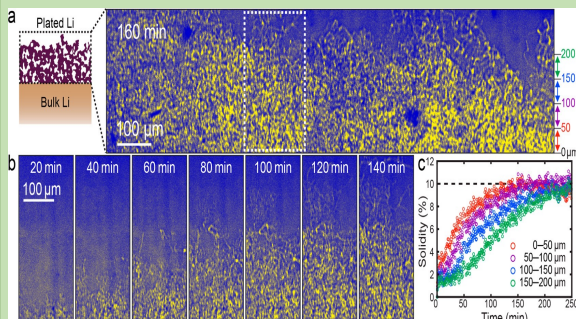 a
Plated Li
Bulk Li
160 min
100 µm
200
150
100
50
0µm
b
20 min
40 min
60 min
80 min
100 min
120 min
140 min
100 µm
c
12
10
8
6
4
2
0
Solidity (%)
0–50 µm
50–100 µm
100–150 µm
150–200 µm
0
50
100
150
200
250
Time (min)